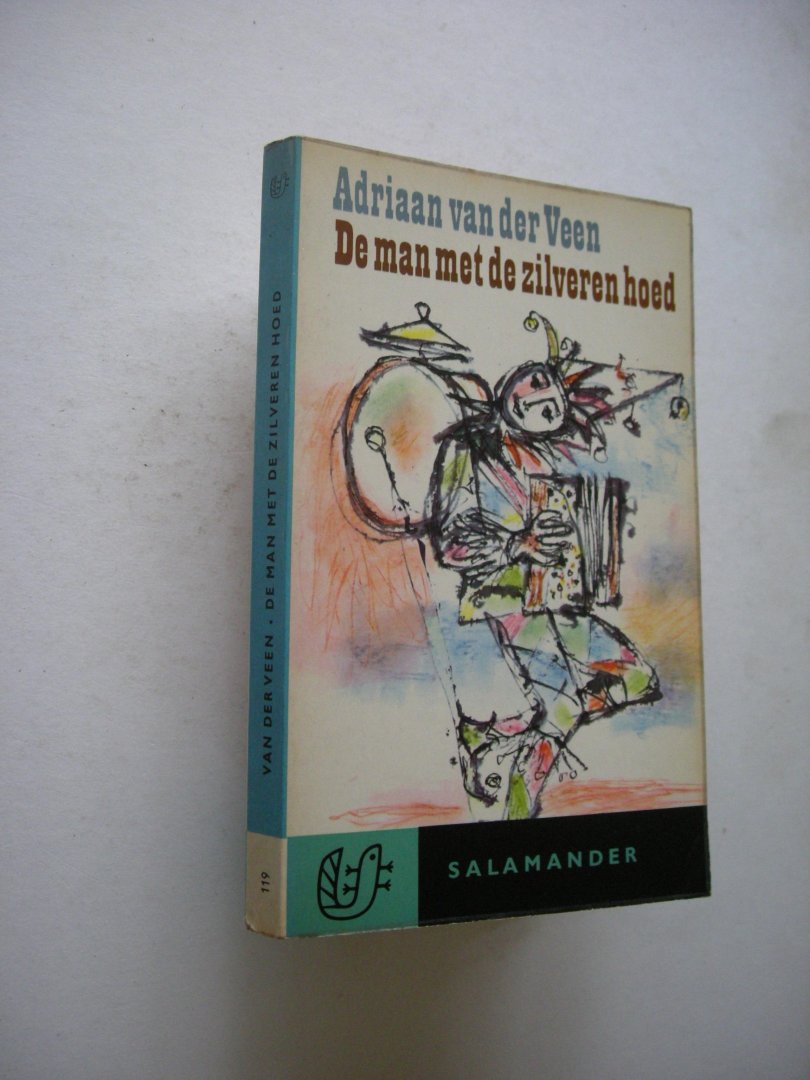 Adriaan van der Veen
De man met de zilveren hoed
SALAMANDER
VAN DER VEEN • DE MAN MET DE ZILVEREN HOED
119